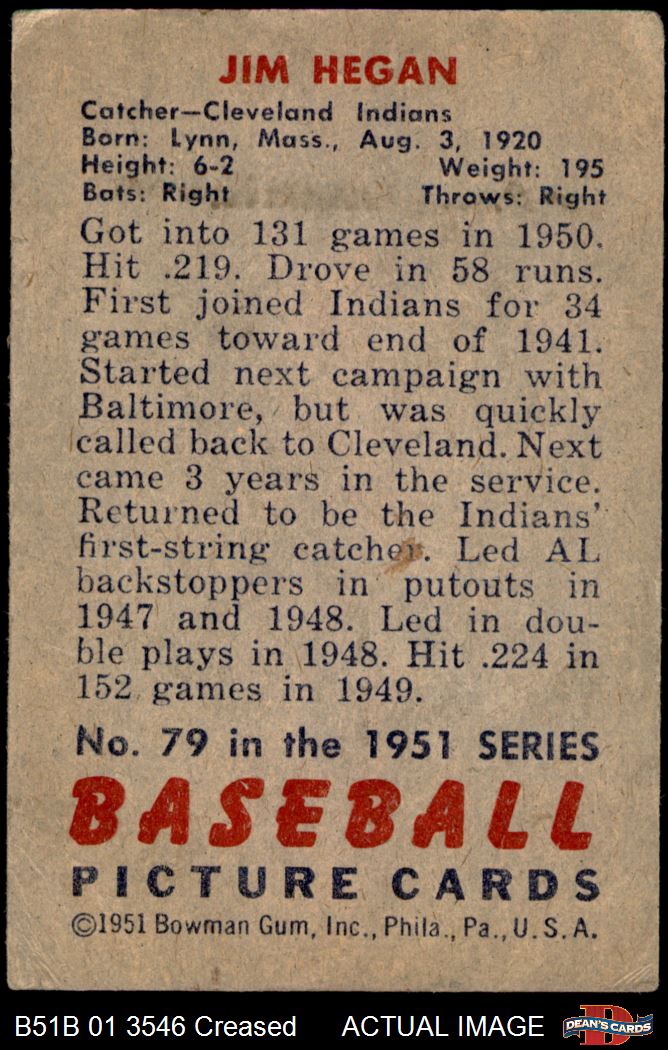 JIM HEGAN
Catcher—Cleveland Indians
Born: Lynn, Mass., Aug. 3, 1920
Height: 6-2 Weight: 195
Bats: Right Throws: Right
Got into 131 games in 1950.
Hit .219. Drove in 58 runs.
First joined Indians for 34
games toward end of 1941.
Started next campaign with
Baltimore, but was quickly
called back to Cleveland. Next
came 3 years in the service.
Returned to be the Indians'
first-string catcher. Led AL
backstoppers in putouts in
1947 and 1948. Led in dou-
ble plays in 1948. Hit .224 in
152 games in 1949.
No. 79 in the 1951 SERIES
BASEBALL
PICTURE CARDS
©1951 Bowman Gum, Inc., Phila., Pa., U.S.A.
B51B 01 3546 Creased ACTUAL IMAGE
D
DEAN'S CARDS